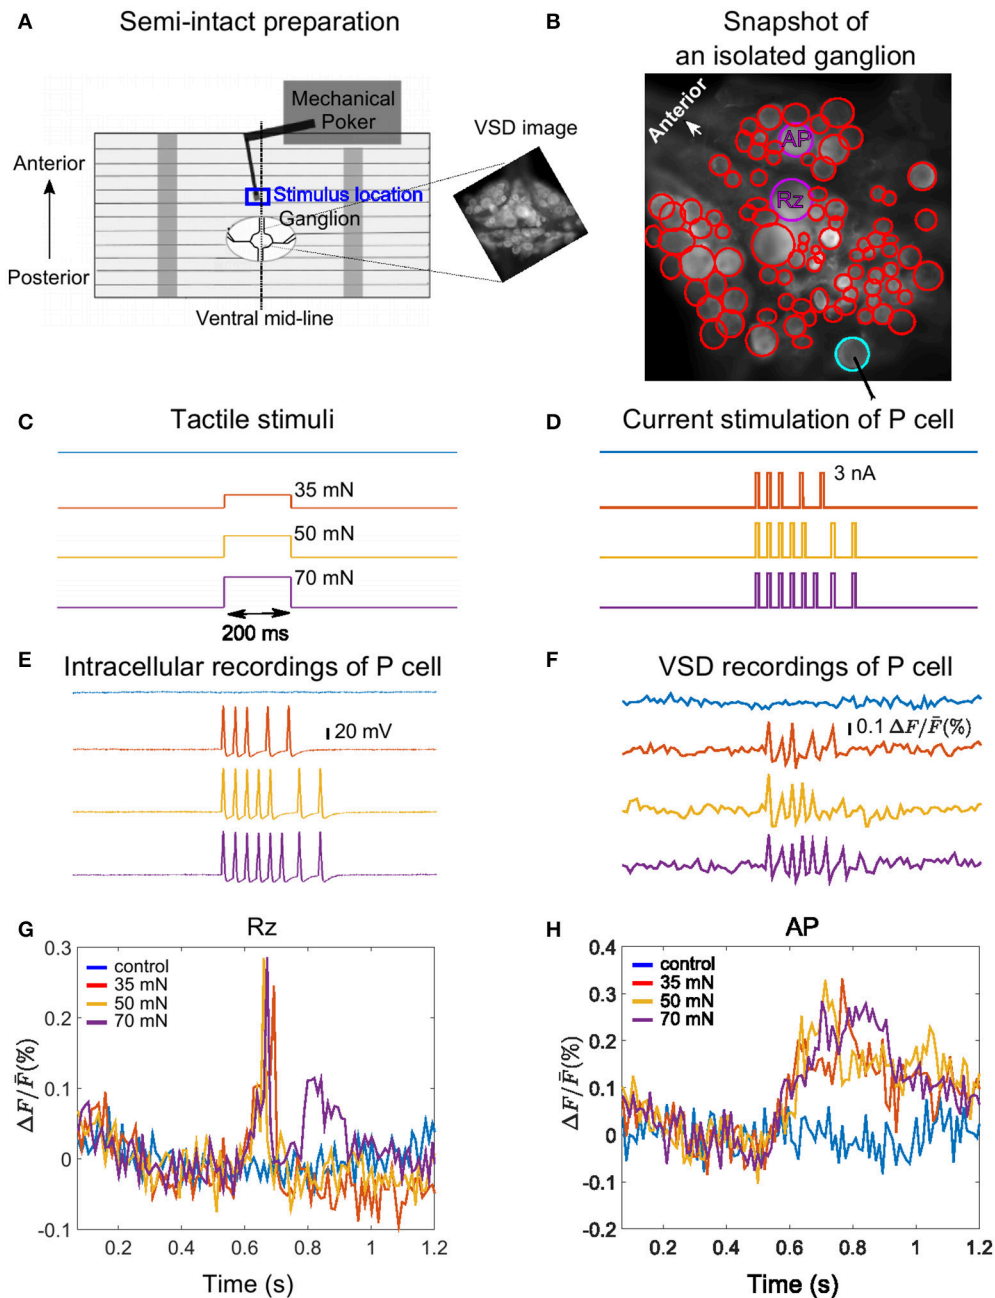 A
Semi-intact preparation
Mechanical
Poker
VSD image
Anterior
Stimulus location
Ganglion
Posterior
Ventral mid-line
B
Snapshot of
an isolated ganglion
Anterior
AP
Rz
C
Tactile stimuli
35 mN
50 mN
70 mN
200 ms
D
Current stimulation of P cell
3 nA
E
Intracellular recordings of P cell
20 mV
F
VSD recordings of P cell
0.1 ΔF/F̄(%)
G
Rz
0.3
0.2
0.1
0
-0.1
ΔF/F̄(%)
control
35 mN
50 mN
70 mN
0.2 0.4 0.6 0.8 1 1.2
Time (s)
H
AP
0.4
0.3
0.2
0.1
0
-0.1
-0.2
ΔF/F̄(%)
control
35 mN
50 mN
70 mN
0.2 0.4 0.6 0.8 1 1.2
Time (s)